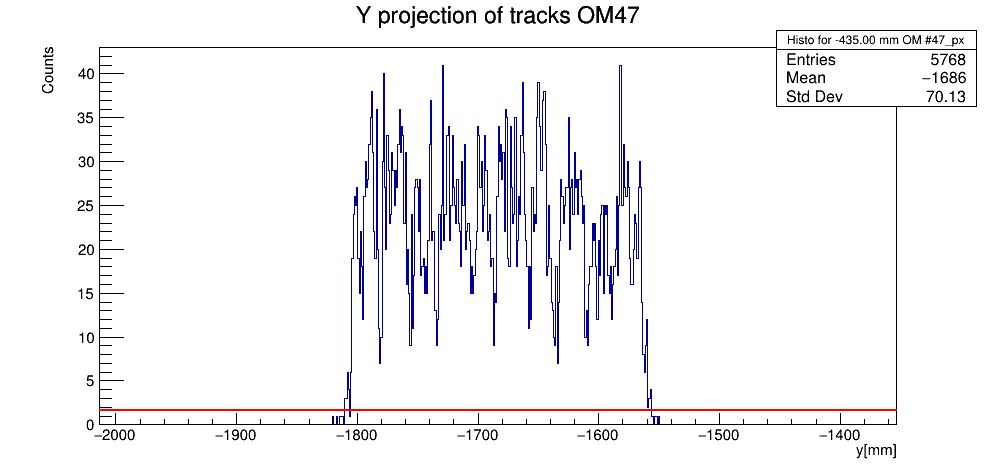 Y projection of tracks OM47
Histo for -435.00 mm OM #47_px
Entries 5768
Mean −1686
Std Dev 70.13
Counts
40
35
30
25
20
15
10
5
0
−2000 −1900 −1800 −1700 −1600 −1500 −1400
y[mm]